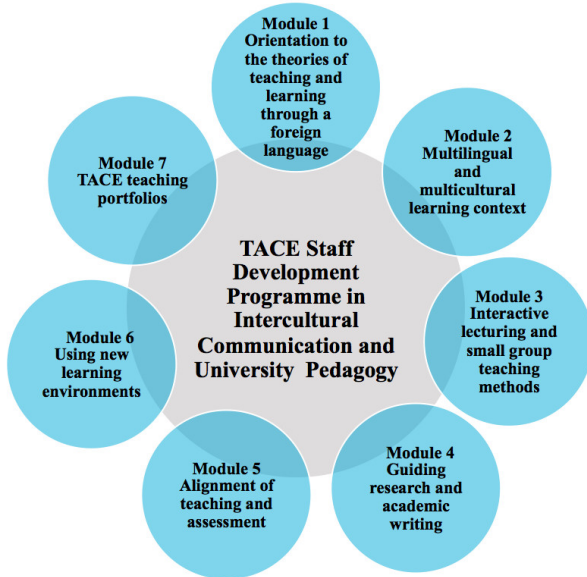 Module 1
Orientation to
the theories of
teaching and
learning
through a
foreign
language
Module 2
Multilingual
and
multicultural
learning context
Module 3
Interactive
lecturing and
small group
teaching
methods
Module 4
Guiding
research and
academic
writing
Module 5
Alignment of
teaching and
assessment
Module 6
Using new
learning
environments
Module 7
TACE teaching
portfolios
TACE Staff
Development
Programme in
Intercultural
Communication and
University Pedagogy